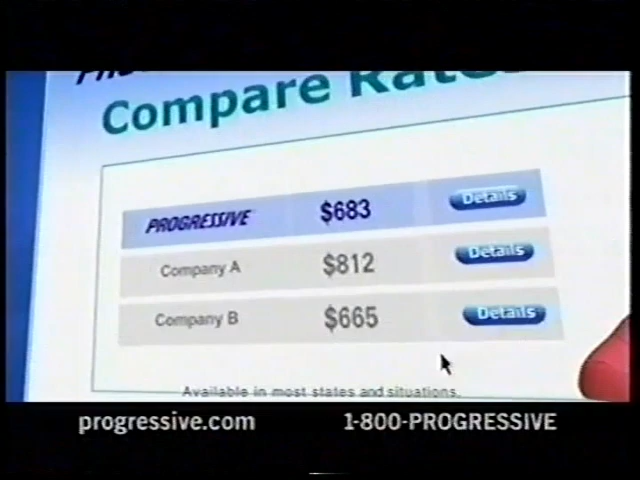 Compare Rates
PROGRESSIVE $683 Details
Company A $812 Details
Company B $665 Details
Available in most states and situations.
progressive.com 1-800-PROGRESSIVE